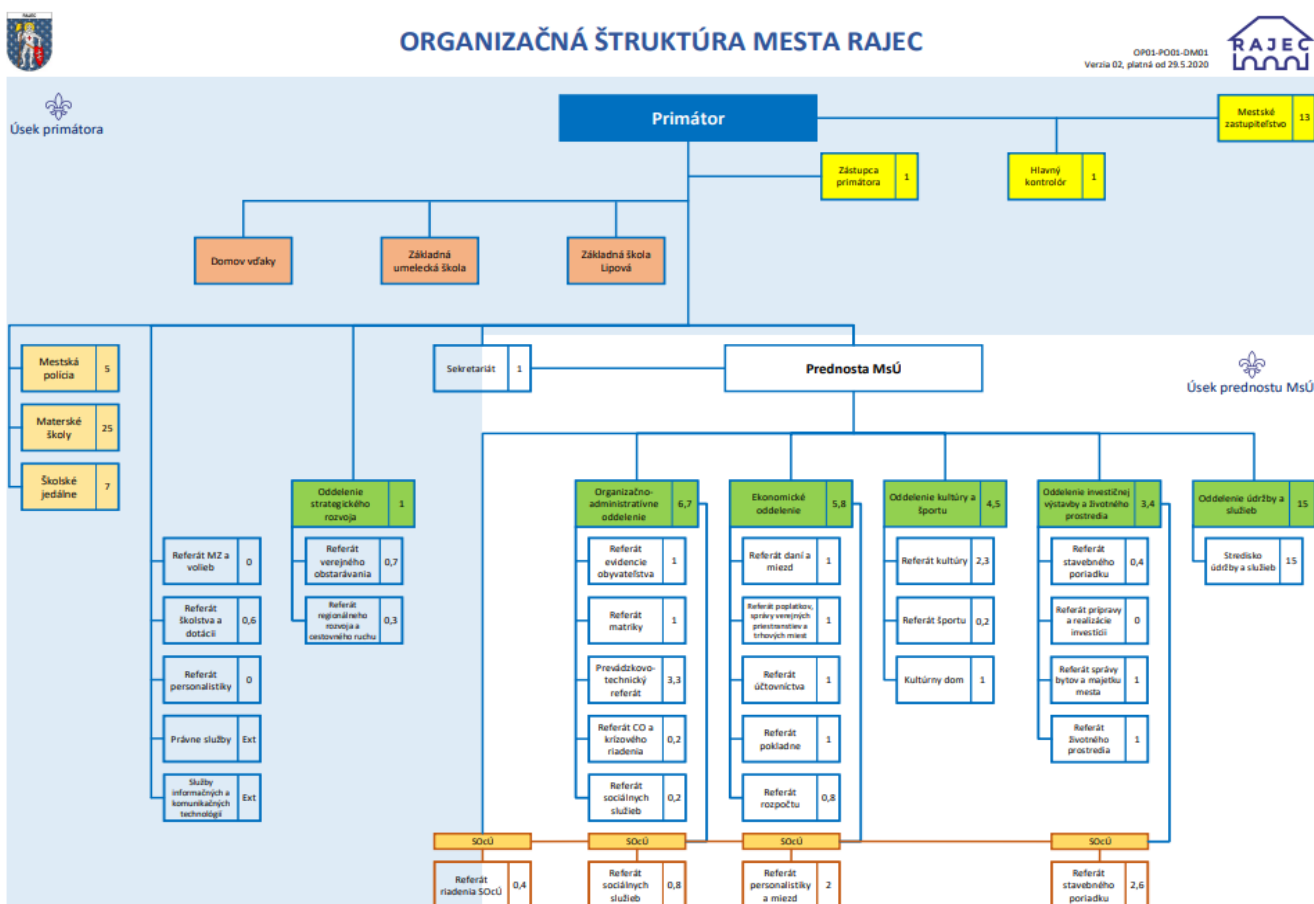 RAJEC
ORGANIZAČNÁ ŠTRUKTÚRA MESTA RAJEC
OP01-PO01-DM01
Verzia 02, platná od 29.5.2020
RAJEC
Úsek primátora
Primátor
Mestské
zastupiteľstvo
13
Zástupca
primátora
1
Hlavný
kontrolór
1
Domov vďaky
Základná
umelecká škola
Základná škola
Lipová
Mestská
polícia
5
Materské
školy
25
Školské
jedálne
7
Sekretariát
1
Prednosta MsÚ
Úsek prednostu MsÚ
Referát MZ a
volieb
0
Referát
školstva a
dotácií
0,6
Referát
personalistiky
0
Právne služby
Ext
Služby
informačných a
komunikačných
technológií
Ext
Oddelenie
strategického
rozvoja
1
Referát
verejného
obstarávania
0,7
Referát
regionálneho
rozvoja a
cestovného ruchu
0,3
Organizačno-
administratívne
oddelenie
6,7
Referát
evidencie
obyvateľstva
1
Referát
matriky
1
Prevádzkovo-
technický
referát
3,3
Referát CO a
krízového
riadenia
0,2
Referát
sociálnych
služieb
0,2
Ekonomické
oddelenie
5,8
Referát daní a
miezd
1
Referát poplatkov,
správy verejných
priestranstiev a
trhových miest
1
Referát
účtovníctva
1
Referát
pokladne
1
Referát
rozpočtu
0,8
Oddelenie kultúry a
športu
4,5
Referát kultúry
2,3
Referát športu
0,2
Kultúrny dom
1
Oddelenie investičnej
výstavby a životného
prostredia
3,4
Referát
stavebného
poriadku
0,4
Referát prípravy
a realizácie
investícii
0
Referát správy
bytov a majetku
mesta
1
Referát
životného
prostredia
1
Oddelenie údržby a
služieb
15
Stredisko
údržby a služieb
15
SOcÚ
Referát
riadenia SOcÚ
0,4
SOcÚ
Referát
sociálnych
služieb
0,8
SOcÚ
Referát
personalistiky
a miezd
2
SOcÚ
Referát
stavebného
poriadku
2,6